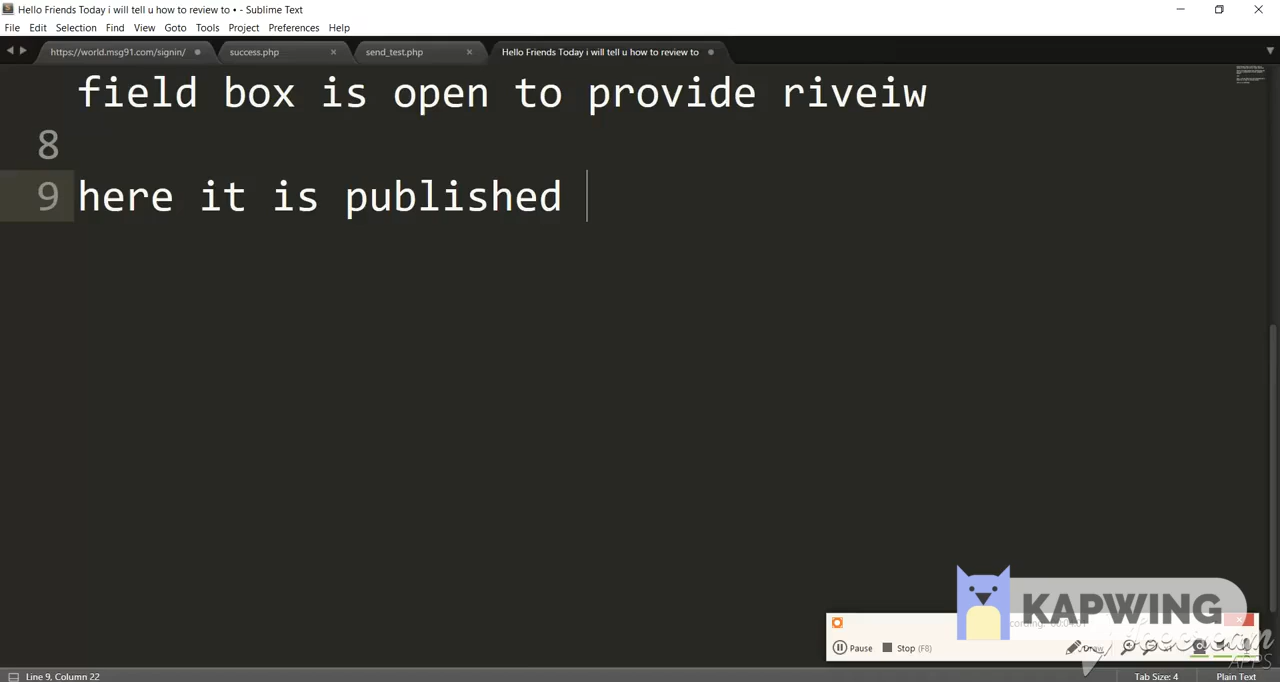 Hello Friends Today i will tell u how to review to • - Sublime Text
File Edit Selection Find View Goto Tools Project Preferences Help
https://world.msg91.com/signin/ success.php send_test.php Hello Friends Today i will tell u how to review to
field box is open to provide riveiw
8
9 here it is published
KAPWING
Pause Stop (F8) Draw
APPS
Line 9, Column 22 Tab Size: 4 Plain Text